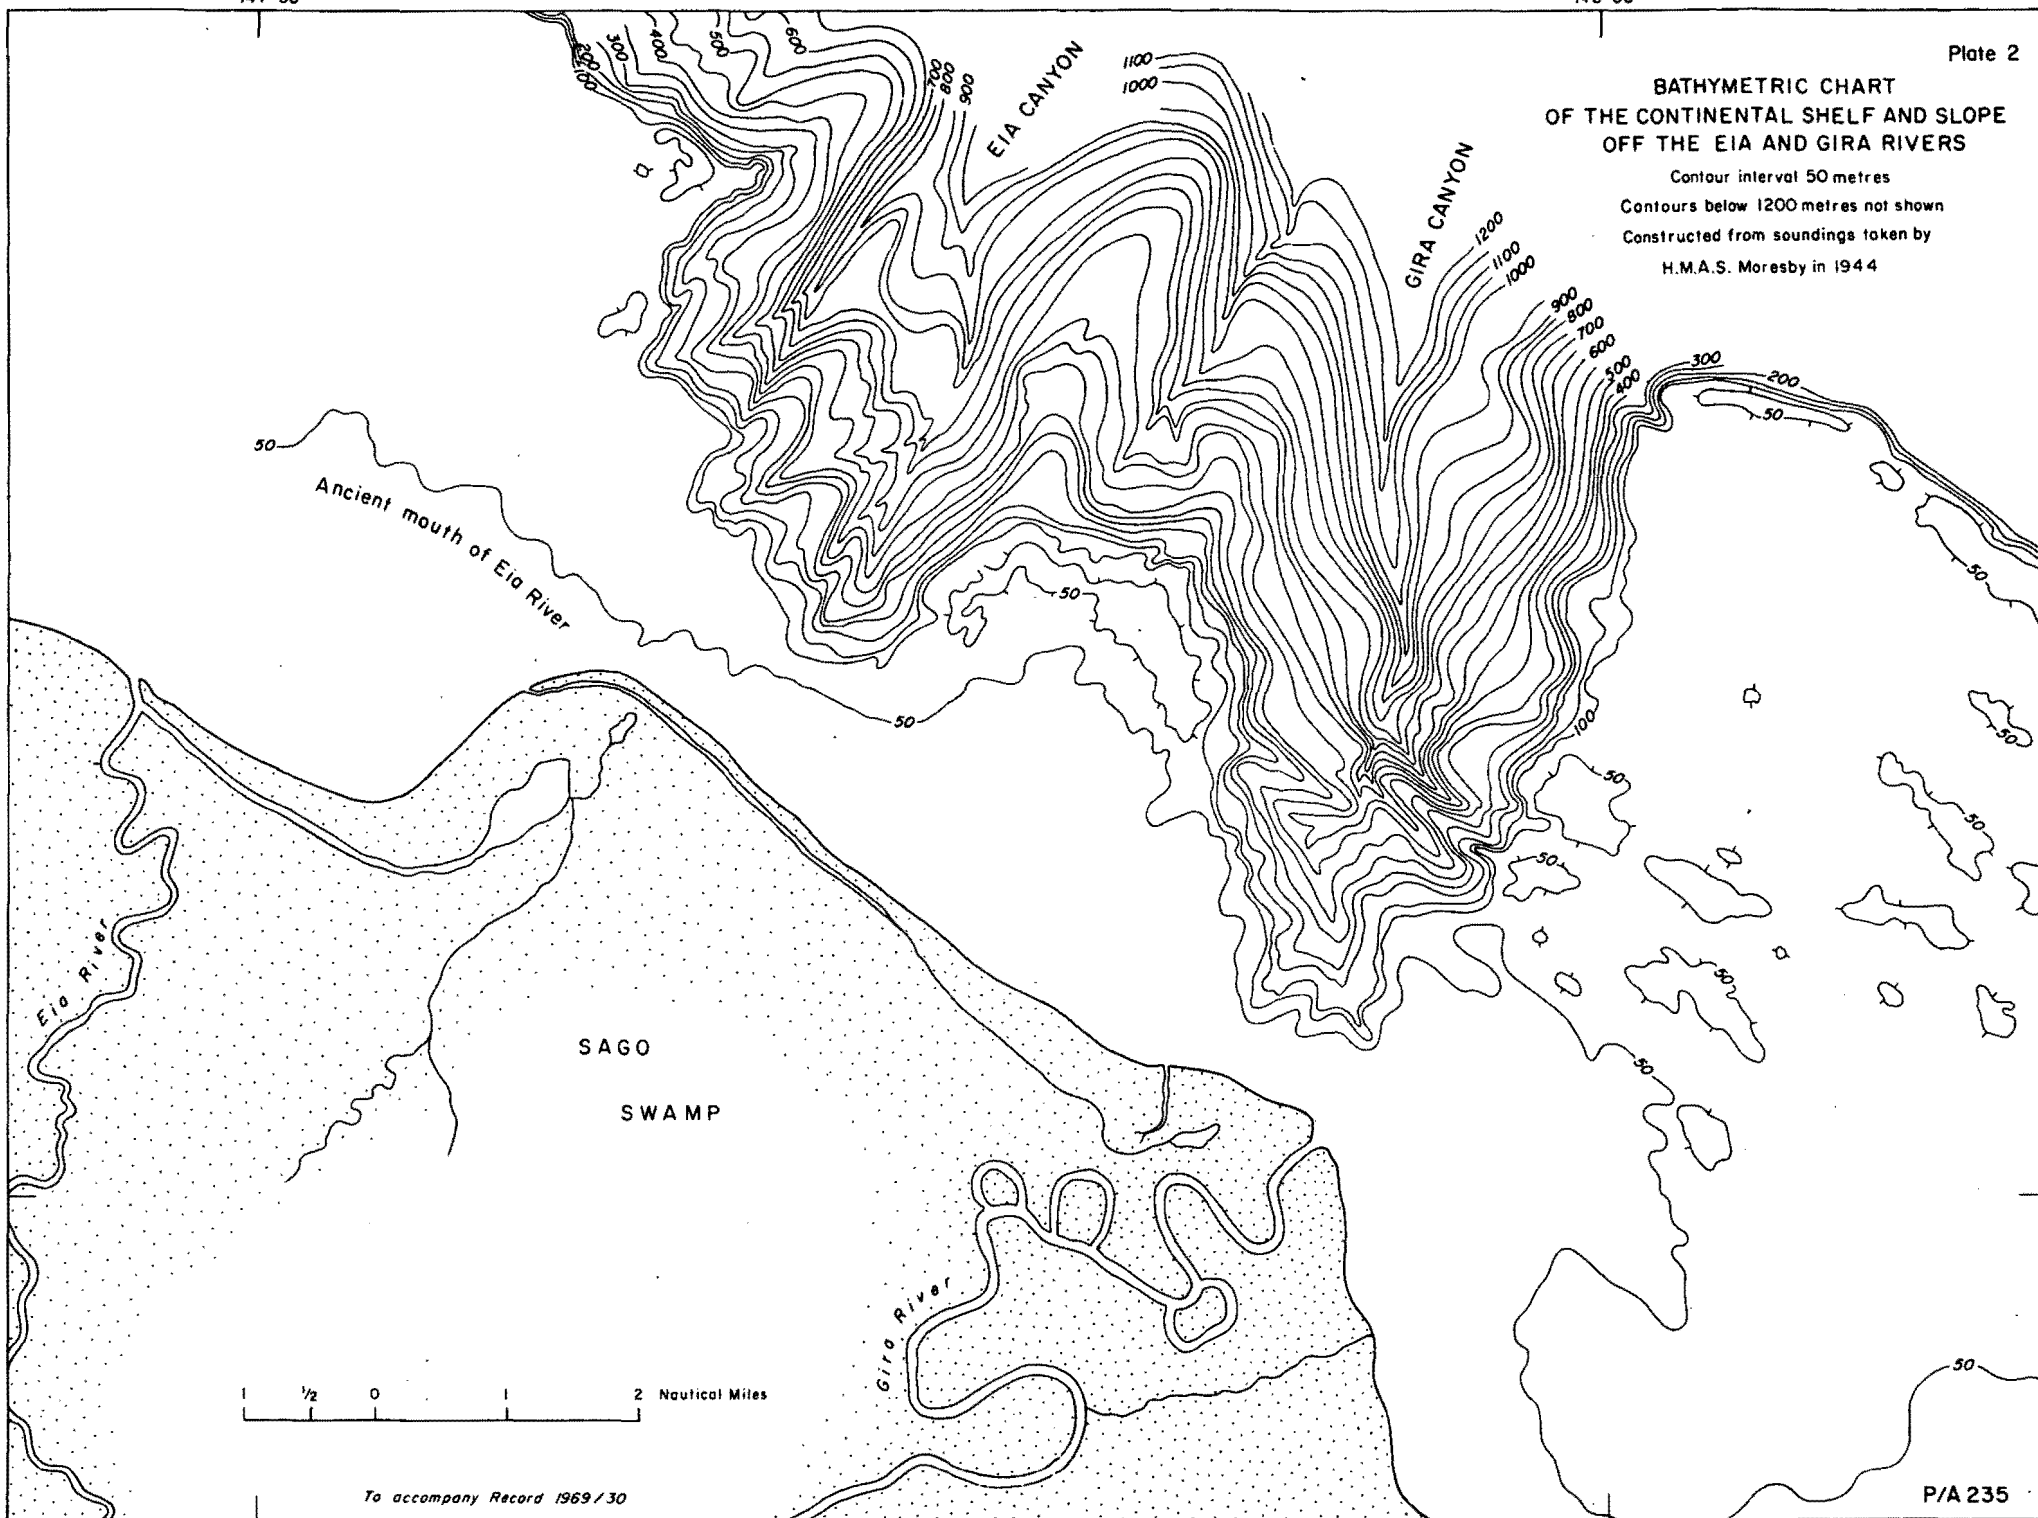 Plate 2
BATHYMETRIC CHART
OF THE CONTINENTAL SHELF AND SLOPE
OFF THE EIA AND GIRA RIVERS
Contour interval 50 metres
Contours below 1200 metres not shown
Constructed from soundings taken by
H.M.A.S. Moresby in 1944
200
300
400
500
600
700
800
900
EIA CANYON
1100
1000
GIRA CANYON
1200
1100
1000
900
800
700
600
500
400
300
200
50
50
Ancient mouth of Eia River
50
50
50
50
100
50
50
50
50
50
Eia River
SAGO
SWAMP
50
Gira River
50
1 ½ 0 1 2 Nautical Miles
To accompany Record 1969/30
P/A 235